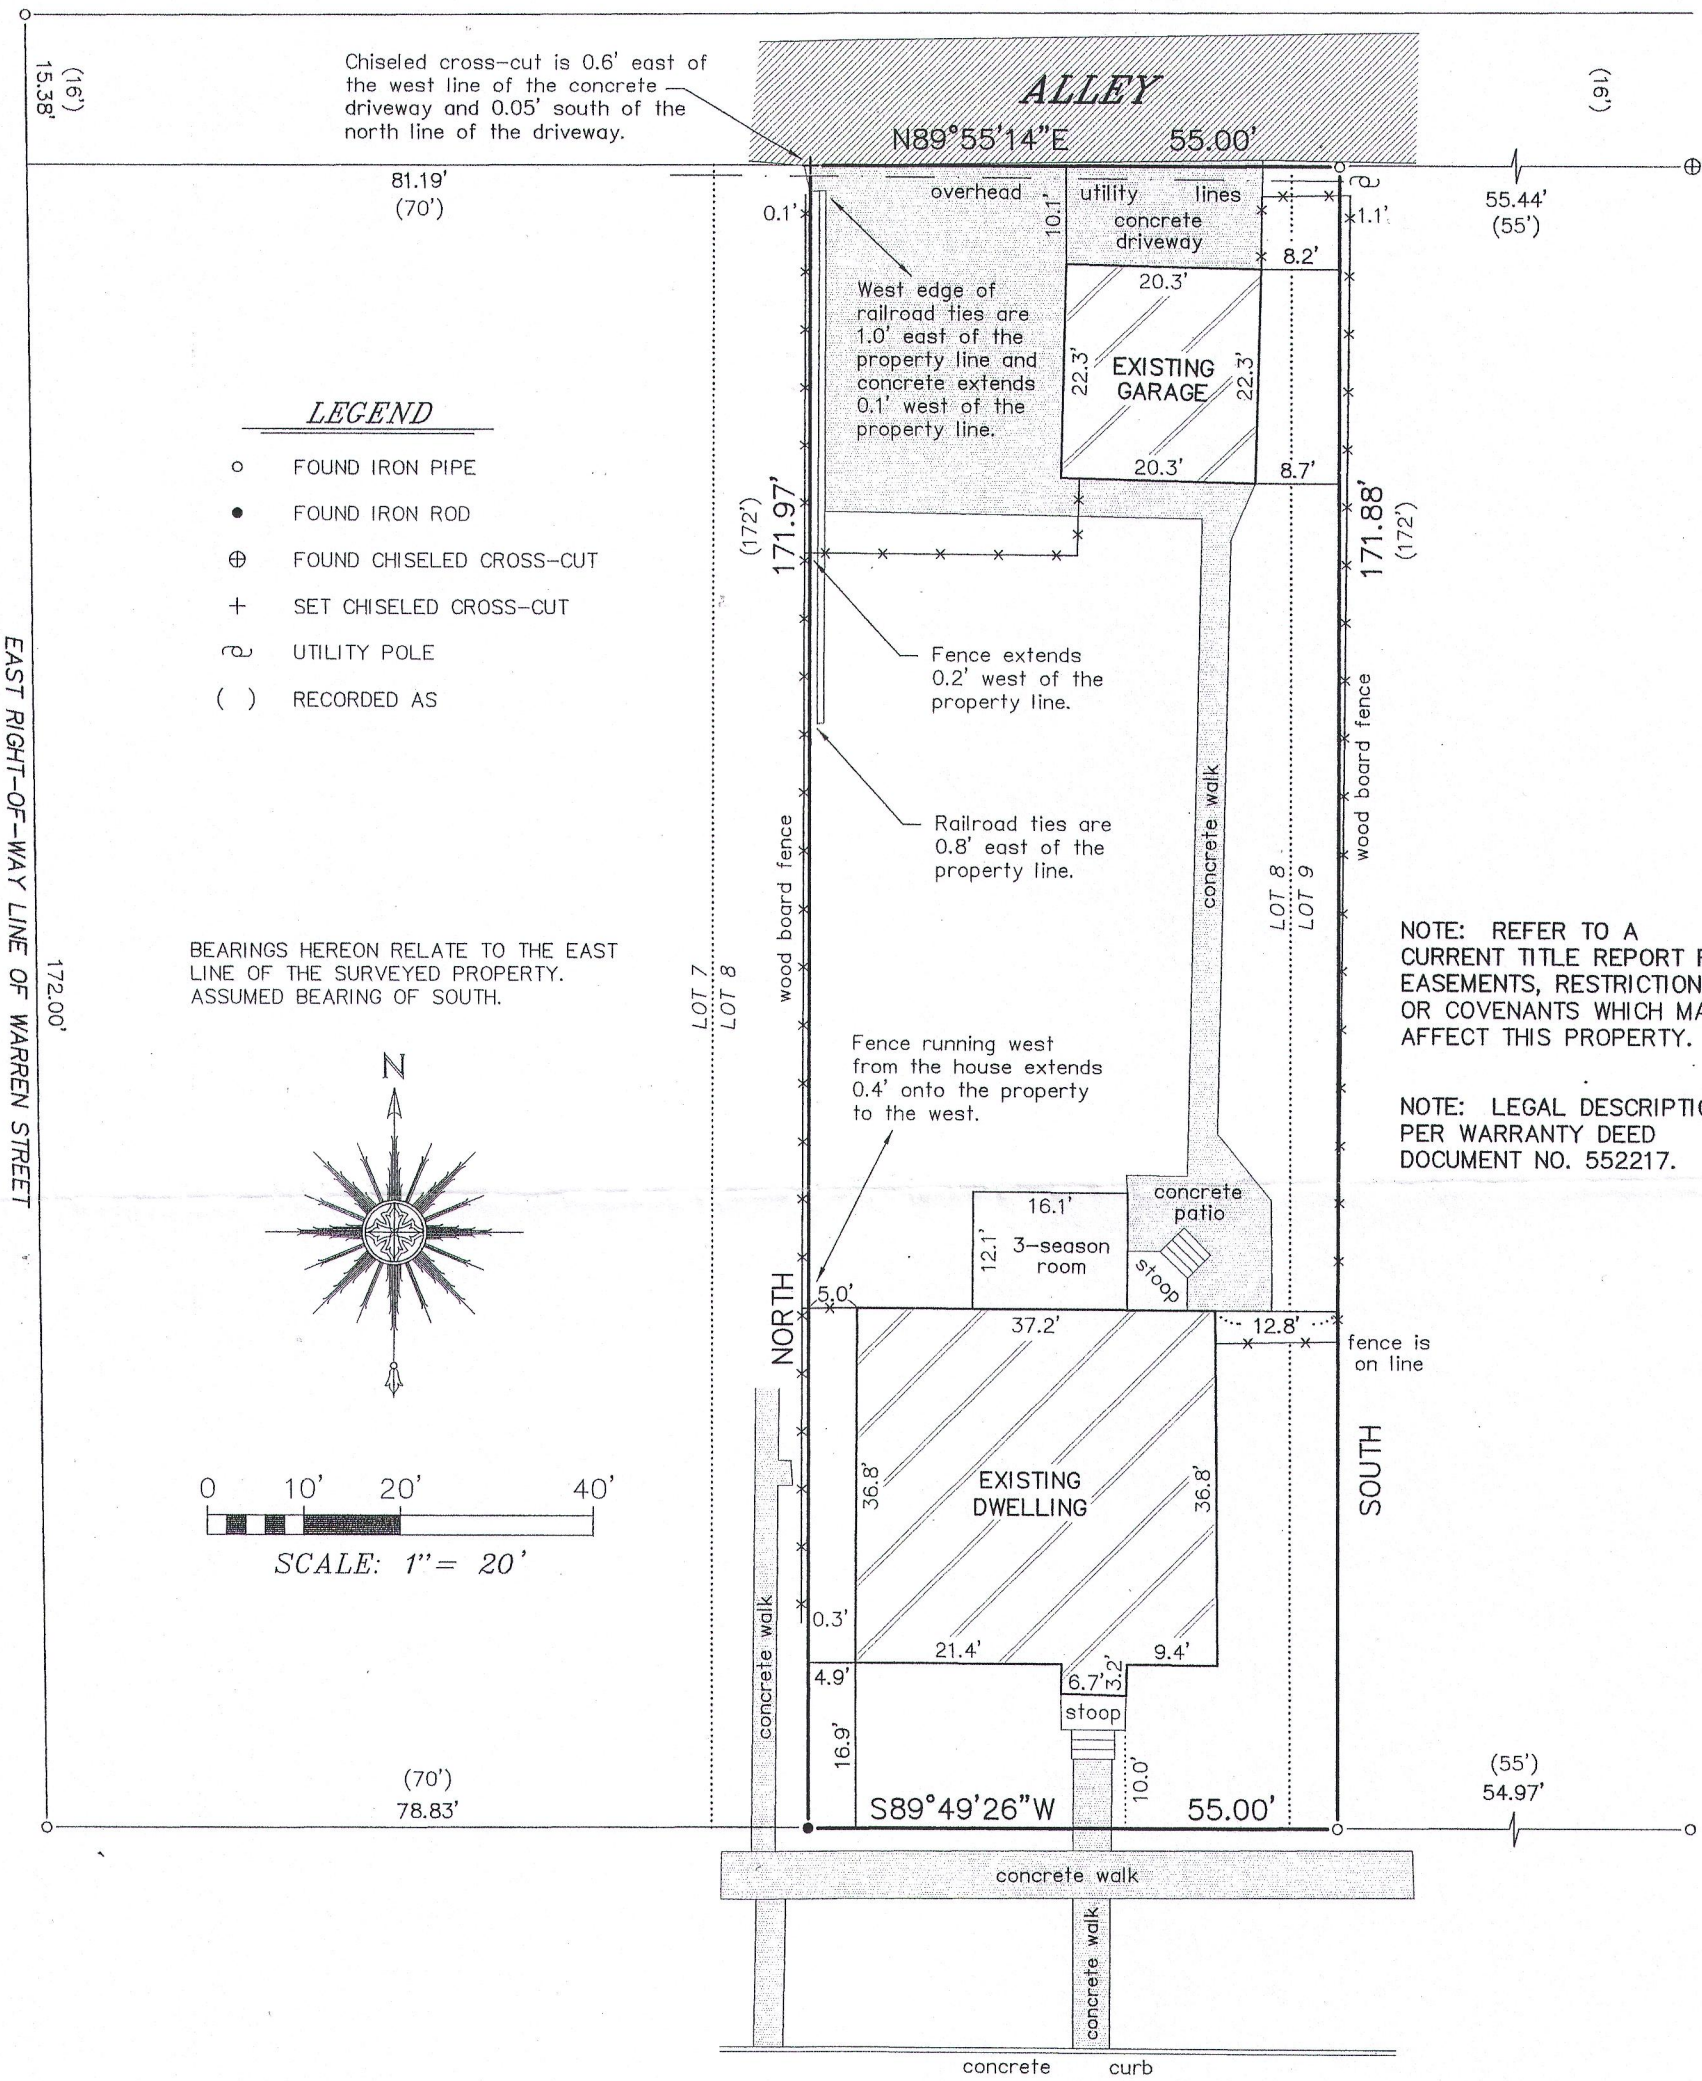 (16')
15.38'
Chiseled cross-cut is 0.6' east of
the west line of the concrete
driveway and 0.05' south of the
north line of the driveway.
ALLEY
(16')
N89°55'14"E 55.00'
81.19'
(70')
55.44'
(55')
overhead utility lines
0.1'
10.1'
concrete
driveway
1.1'
8.2'
20.3'
West edge of
railroad ties are
1.0' east of the
property line and
concrete extends
0.1' west of the
property line.
22.3'
EXISTING
GARAGE
22.3'
20.3'
8.7'
LEGEND
FOUND IRON PIPE
FOUND IRON ROD
FOUND CHISELED CROSS-CUT
SET CHISELED CROSS-CUT
UTILITY POLE
( ) RECORDED AS
(172')
171.97'
171.88'
(172')
Fence extends
0.2' west of the
property line.
Railroad ties are
0.8' east of the
property line.
wood board fence
concrete walk
wood board fence
LOT 8
LOT 9
EAST RIGHT-OF-WAY LINE OF WARREN STREET
172.00'
BEARINGS HEREON RELATE TO THE EAST
LINE OF THE SURVEYED PROPERTY.
ASSUMED BEARING OF SOUTH.
LOT 7
LOT 8
NOTE: REFER TO A
CURRENT TITLE REPORT
EASEMENTS, RESTRICTION
OR COVENANTS WHICH MA
AFFECT THIS PROPERTY.
NOTE: LEGAL DESCRIPTIO
PER WARRANTY DEED
DOCUMENT NO. 552217.
Fence running west
from the house extends
0.4' onto the property
to the west.
N
concrete
patio
16.1'
12.1'
3-season
room
stoop
5.0'
37.2'
12.8'
fence is
on line
NORTH
SOUTH
36.8'
EXISTING
DWELLING
36.8'
0 10' 20' 40'
SCALE: 1"= 20'
concrete walk
0.3'
21.4'
9.4'
4.9'
6.7'
3.2'
stoop
16.9'
10.0'
(70')
78.83'
S89°49'26"W 55.00'
(55')
54.97'
concrete walk
concrete walk
concrete curb